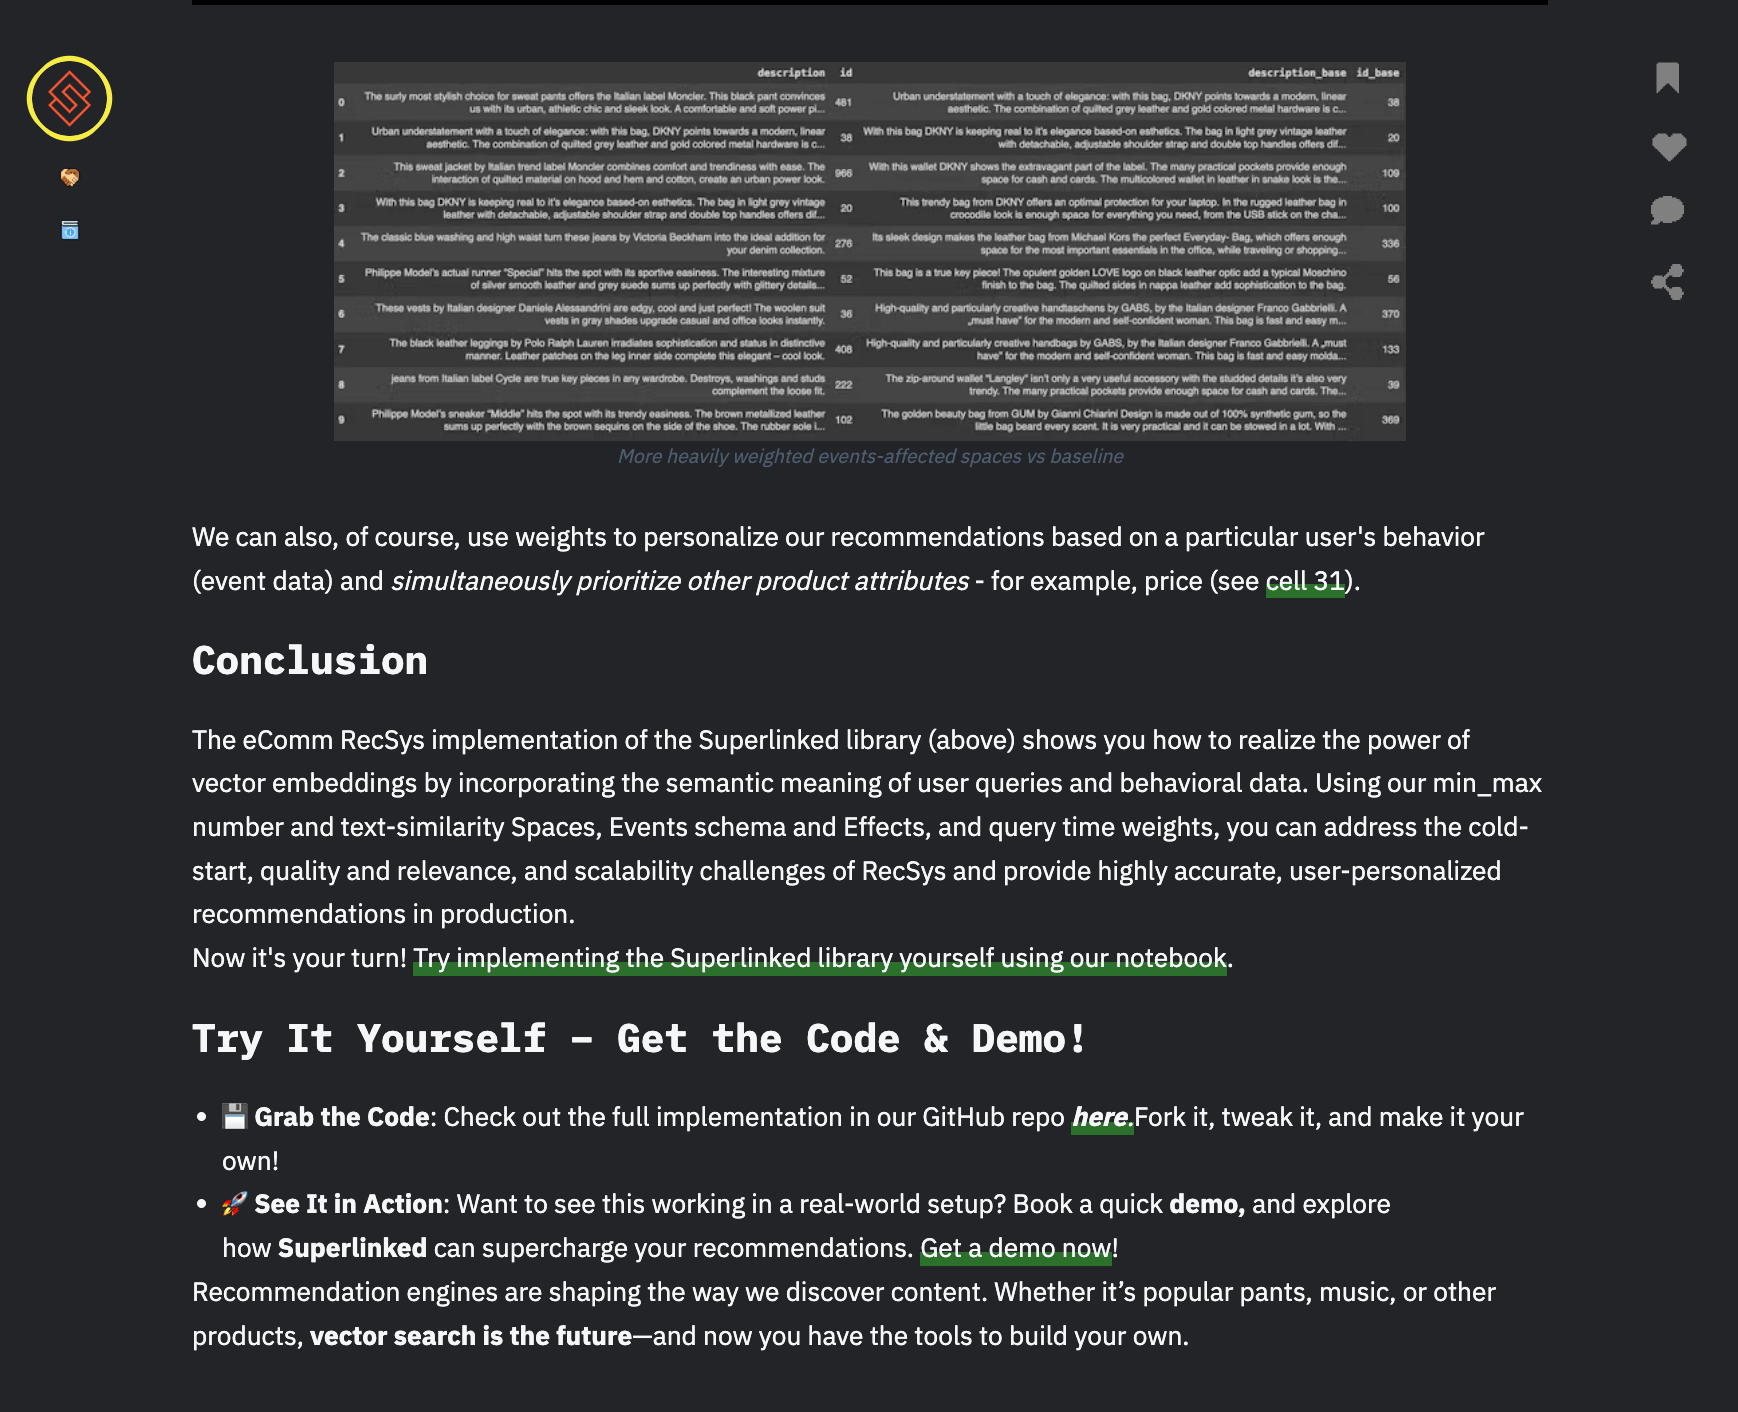 description id description_base id_base
0 The surly most stylish choice for sweat pants offers the Italian label Moncler. This black pant convinces us with its urban, athletic chic and sleek look. A comfortable and soft power pi... 481 Urban understatement with a touch of elegance: with this bag, DKNY points towards a modern, linear aesthetic. The combination of quilted grey leather and gold colored metal hardware is c... 38
1 Urban understatement with a touch of elegance: with this bag, DKNY points towards a modern, linear aesthetic. The combination of quilted grey leather and gold colored metal hardware is c... 38 With this bag DKNY is keeping real to it's elegance based-on esthetics. The bag in light grey vintage leather with detachable, adjustable shoulder strap and double top handles offers dif... 20
2 This sweat jacket by Italian trend label Moncler combines comfort and trendiness with ease. The interaction of quilted material on hood and hem and cotton, create an urban power look. 966 With this wallet DKNY shows the extravagant part of the label. The many practical pockets provide enough space for cash and cards. The multicolored wallet in leather in snake look is the... 109
3 With this bag DKNY is keeping real to it's elegance based-on esthetics. The bag in light grey vintage leather with detachable, adjustable shoulder strap and double top handles offers dif... 20 This trendy bag from DKNY offers an optimal protection for your laptop. In the rugged leather bag in crocodile look is enough space for everything you need, from the USB stick on the cha... 100
4 The classic blue washing and high waist turn these jeans by Victoria Beckham into the ideal addition for your denim collection. 276 Its sleek design makes the leather bag from Michael Kors the perfect Everyday- Bag, which offers enough space for the most important essentials in the office, while traveling or shopping... 336
5 Philippe Model's actual runner "Special" hits the spot with its sportive easiness. The interesting mixture of silver smooth leather and grey suede sums up perfectly with glittery details... 52 This bag is a true key piece! The opulent golden LOVE logo on black leather optic add a typical Moschino finish to the bag. The quilted sides in nappa leather add sophistication to the bag. 56
6 These vests by Italian designer Daniele Alessandrini are edgy, cool and just perfect! The woolen suit vests in gray shades upgrade casual and office looks instantly. 36 High-quality and particularly creative handtaschens by GABS, by the Italian designer Franco Gabbrielli. A „must have" for the modern and self-confident woman. This bag is fast and easy m... 370
7 The black leather leggings by Polo Ralph Lauren irradiates sophistication and status in distinctive manner. Leather patches on the leg inner side complete this elegant – cool look. 408 High-quality and particularly creative handbags by GABS, by the Italian designer Franco Gabbrielli. A „must have" for the modern and self-confident woman. This bag is fast and easy molda... 133
8 jeans from Italian label Cycle are true key pieces in any wardrobe. Destroys, washings and studs complement the loose fit. 222 The zip-around wallet "Langley" isn't only a very useful accessory with the studded details it's also very trendy. The many practical pockets provide enough space for cash and cards. The... 39
9 Philippe Model's sneaker "Middle" hits the spot with its trendy easiness. The brown metallized leather sums up perfectly with the brown sequins on the side of the shoe. The rubber sole i... 102 The golden beauty bag from GUM by Gianni Chiarini Design is made out of 100% synthetic gum, so the little bag beard every scent. It is very practical and it can be stowed in a lot. With ... 369
More heavily weighted events-affected spaces vs baseline
We can also, of course, use weights to personalize our recommendations based on a particular user's behavior
(event data) and simultaneously prioritize other product attributes - for example, price (see cell 31).
Conclusion
The eComm RecSys implementation of the Superlinked library (above) shows you how to realize the power of
vector embeddings by incorporating the semantic meaning of user queries and behavioral data. Using our min_max
number and text-similarity Spaces, Events schema and Effects, and query time weights, you can address the cold-
start, quality and relevance, and scalability challenges of RecSys and provide highly accurate, user-personalized
recommendations in production.
Now it's your turn! Try implementing the Superlinked library yourself using our notebook.
Try It Yourself – Get the Code & Demo!
• 💾 Grab the Code: Check out the full implementation in our GitHub repo here.Fork it, tweak it, and make it your
own!
• 🚀 See It in Action: Want to see this working in a real-world setup? Book a quick demo, and explore
how Superlinked can supercharge your recommendations. Get a demo now!
Recommendation engines are shaping the way we discover content. Whether it’s popular pants, music, or other
products, vector search is the future—and now you have the tools to build your own.